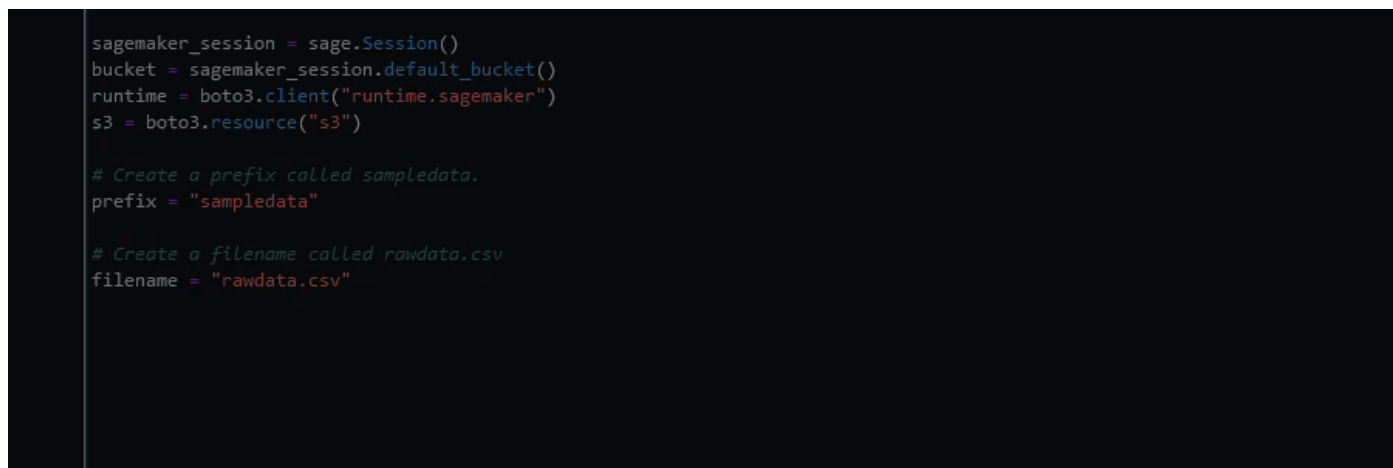 sagemaker_session = sage.Session()
bucket = sagemaker_session.default_bucket()
runtime = boto3.client("runtime.sagemaker")
s3 = boto3.resource("s3")
# Create a prefix called sampledata.
prefix = "sampledata"
# Create a filename called rawdata.csv
filename = "rawdata.csv"